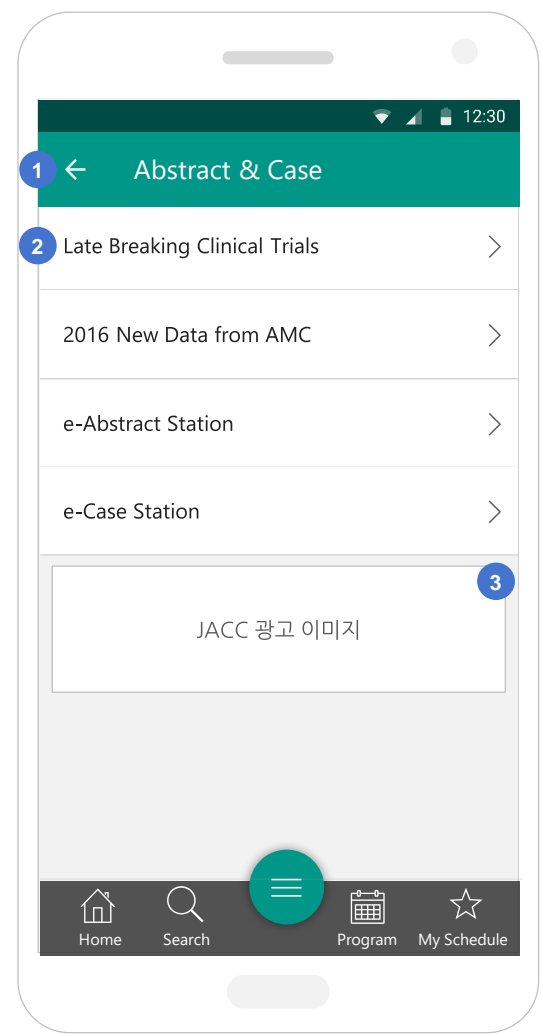 12:30
1
Abstract & Case
2
Late Breaking Clinical Trials
2016 New Data from AMC
e-Abstract Station
e-Case Station
3
JACC 광고 이미지
Home
Search
Program
My Schedule